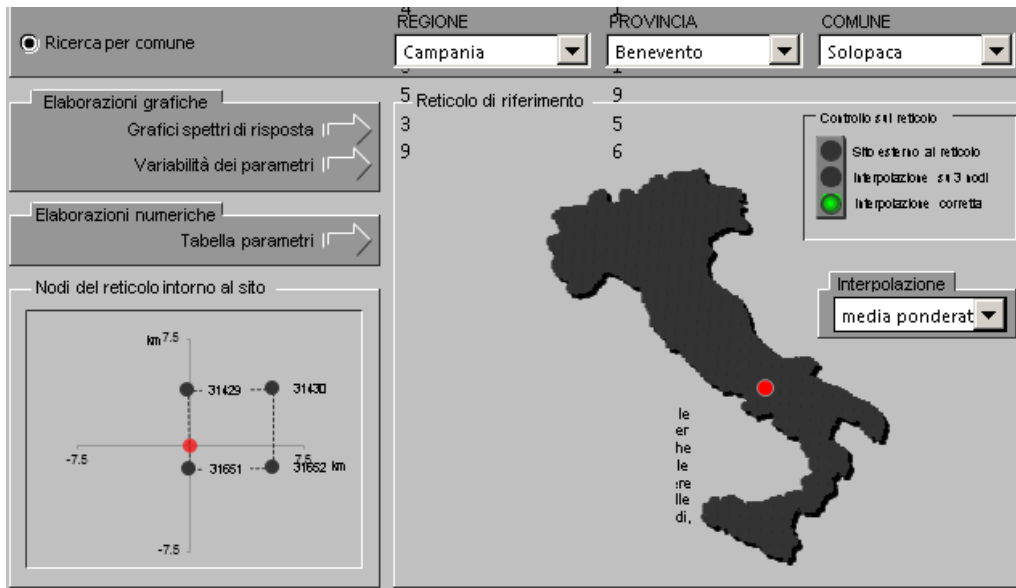 REGIONE
PROVINCIA
COMUNE
Ricerca per comune
Campania
Benevento
Solopaca
Elaborazioni grafiche
Grafici spettri di risposta
Variabilità dei parametri
5
3
9
Reticolo di riferimento
9
5
6
Controllo sul reticolo
Sito esterno al reticolo
Interpolazione su 3 nodi
Interpolazione corretta
Elaborazioni numeriche
Tabella parametri
Interpolazione
media ponderat
Nodi del reticolo intorno al sito
km 7.5
31429
31430
-7.5
7.5
31651
31652 km
-7.5
le
er
he
le
re
lle
di,